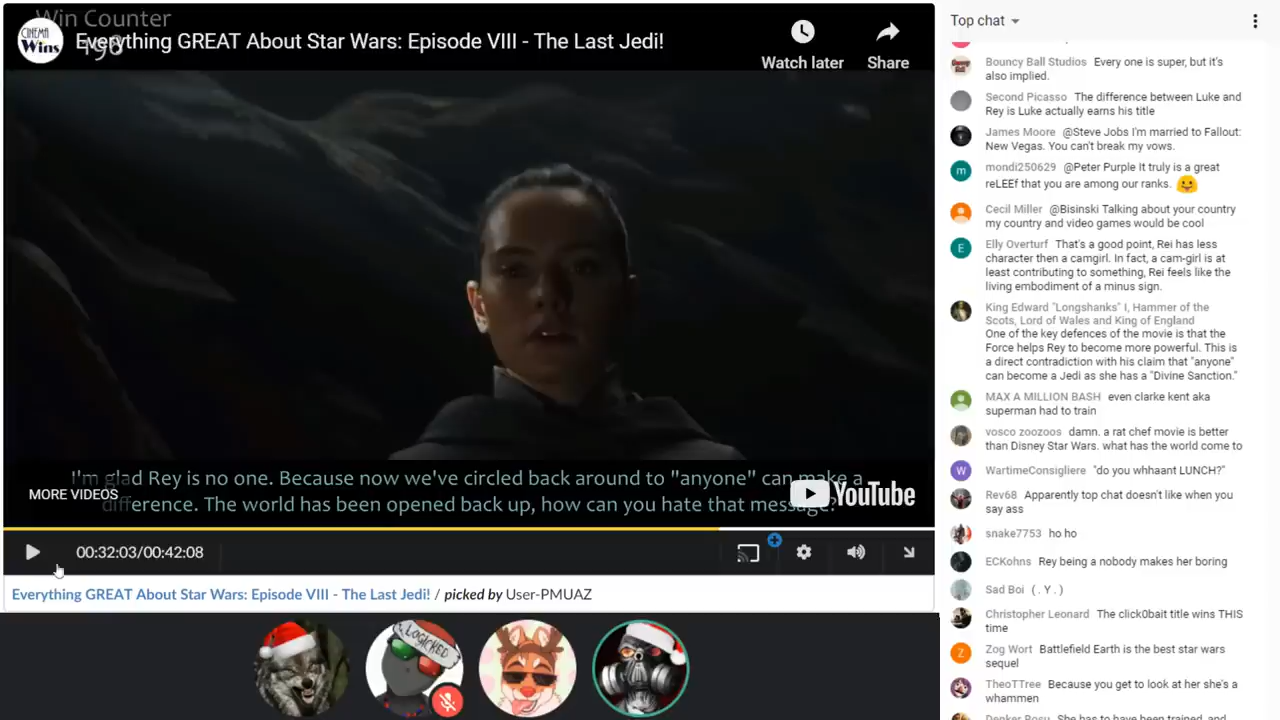 Win Counter
198
CINEMA
Wins
Everything GREAT About Star Wars: Episode VIII - The Last Jedi!
Watch later
Share
I'm glad Rey is no one. Because now we've circled back around to "anyone" can make a
difference. The world has been opened back up, how can you hate that message?
MORE VIDEOS
YouTube
00:32:03/00:42:08
Everything GREAT About Star Wars: Episode VIII - The Last Jedi! / picked by User-PMUAZ
LOGICKED
Top chat
Bouncy Ball Studios Every one is super, but it's
also implied.
Second Picasso The difference between Luke and
Rey is Luke actually earns his title
James Moore @Steve Jobs I'm married to Fallout:
New Vegas. You can't break my vows.
m
mondi250629 @Peter Purple It truly is a great
reLEEf that you are among our ranks.
Cecil Miller @Bisinski Talking about your country
my country and video games would be cool
E
Elly Overturf That's a good point, Rei has less
character then a camgirl. In fact, a cam-girl is at
least contributing to something, Rei feels like the
living embodiment of a minus sign.
King Edward "Longshanks" I, Hammer of the
Scots, Lord of Wales and King of England
One of the key defences of the movie is that the
Force helps Rey to become more powerful. This is
a direct contradiction with his claim that "anyone"
can become a Jedi as she has a "Divine Sanction."
MAX A MILLION BASH even clarke kent aka
superman had to train
vosco zoozoos damn. a rat chef movie is better
than Disney Star Wars. what has the world come to
W
WartimeConsigliere "do you whhaant LUNCH?"
Rev68 Apparently top chat doesn't like when you
say ass
snake7753 ho ho
ECKohns Rey being a nobody makes her boring
Sad Boi ( . Y . )
Christopher Leonard The click0bait title wins THIS
time
Z
Zog Wort Battlefield Earth is the best star wars
sequel
TheoTTree Because you get to look at her she's a
whammen